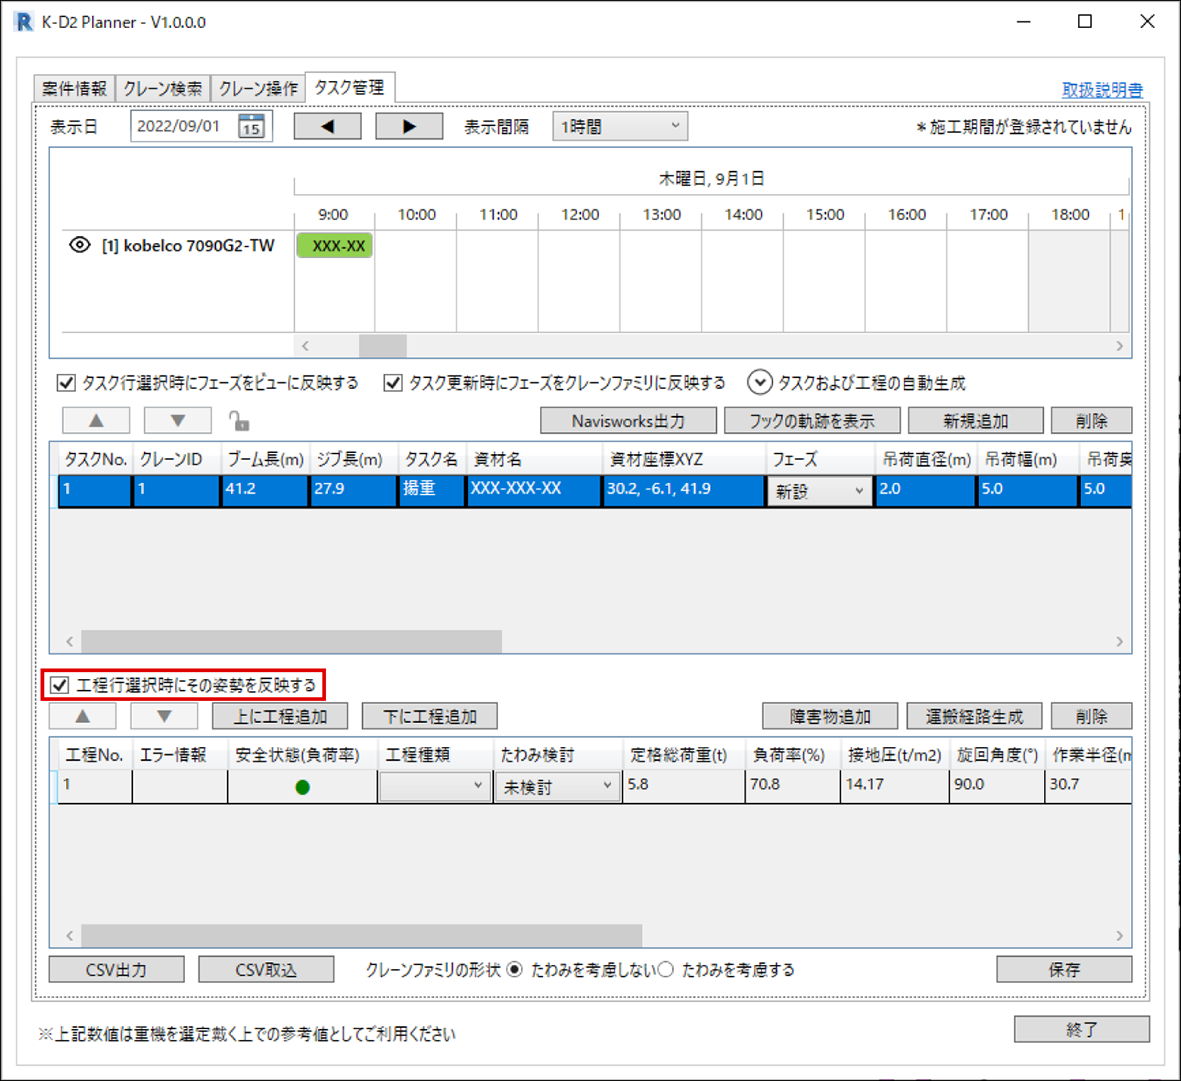 K-D2 Planner - V1.0.0.0
案件情報 クレーン検索 クレーン操作 タスク管理
取扱説明書
表示日 2022/09/01 15 ◀ ▶ 表示間隔 1時間 *施工期間が登録されていません
木曜日, 9月1日
9:00 10:00 11:00 12:00 13:00 14:00 15:00 16:00 17:00 18:00 1
[1] kobelco 7090G2-TW XXX-XX
タスク行選択時にフェーズをビューに反映する タスク更新時にフェーズをクレーンファミリに反映する タスクおよび工程の自動生成
▲ ▼ Navisworks出力 フックの軌跡を表示 新規追加 削除
タスクNo. クレーンID ブーム長(m) ジブ長(m) タスク名 資材名 資材座標XYZ フェーズ 吊荷直径(m) 吊荷幅(m) 吊荷奥
1 1 41.2 27.9 揚重 XXX-XXX-XX 30.2, -6.1, 41.9 新設 2.0 5.0 5.0
工程行選択時にその姿勢を反映する
▲ ▼ 上に工程追加 下に工程追加 障害物追加 運搬経路生成 削除
工程No. エラー情報 安全状態(負荷率) 工程種類 たわみ検討 定格総荷重(t) 負荷率(%) 接地圧(t/m2) 旋回角度(°) 作業半径(m
1 未検討 5.8 70.8 14.17 90.0 30.7
CSV出力 CSV取込 クレーンファミリの形状 たわみを考慮しない たわみを考慮する 保存
※上記数値は重機を選定戴く上での参考値としてご利用ください
終了